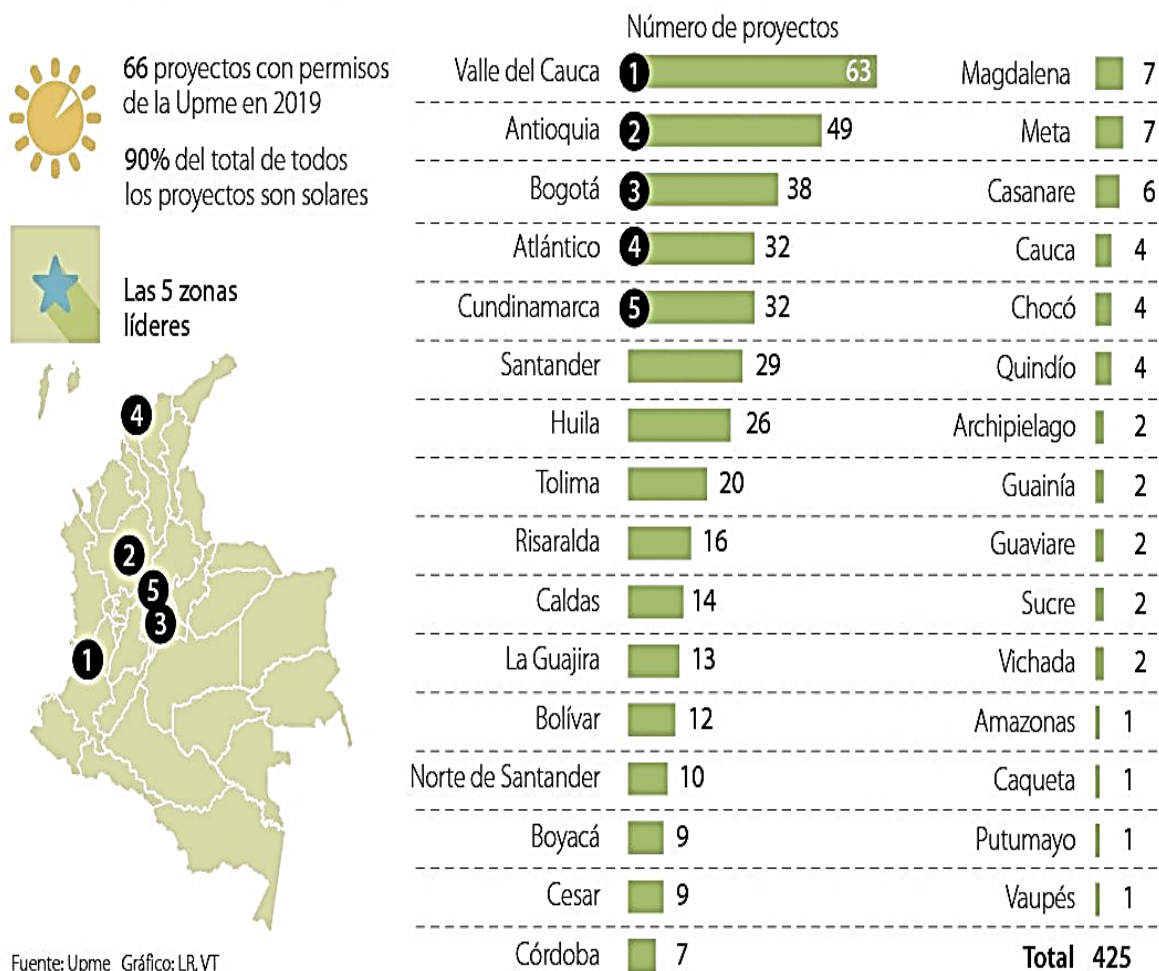 66 proyectos con permisos
de la Upme en 2019
90% del total de todos
los proyectos son solares
Las 5 zonas
líderes
4
2
5
3
1
Fuente: Upme Gráfico: LR, VT
Número de proyectos
Valle del Cauca 1 63
Antioquia 2 49
Bogotá 3 38
Atlántico 4 32
Cundinamarca 5 32
Santander 29
Huila 26
Tolima 20
Risaralda 16
Caldas 14
La Guajira 13
Bolívar 12
Norte de Santander 10
Boyacá 9
Cesar 9
Córdoba 7
Magdalena 7
Meta 7
Casanare 6
Cauca 4
Chocó 4
Quindío 4
Archipielago 2
Guainía 2
Guaviare 2
Sucre 2
Vichada 2
Amazonas 1
Caqueta 1
Putumayo 1
Vaupés 1
Total 425